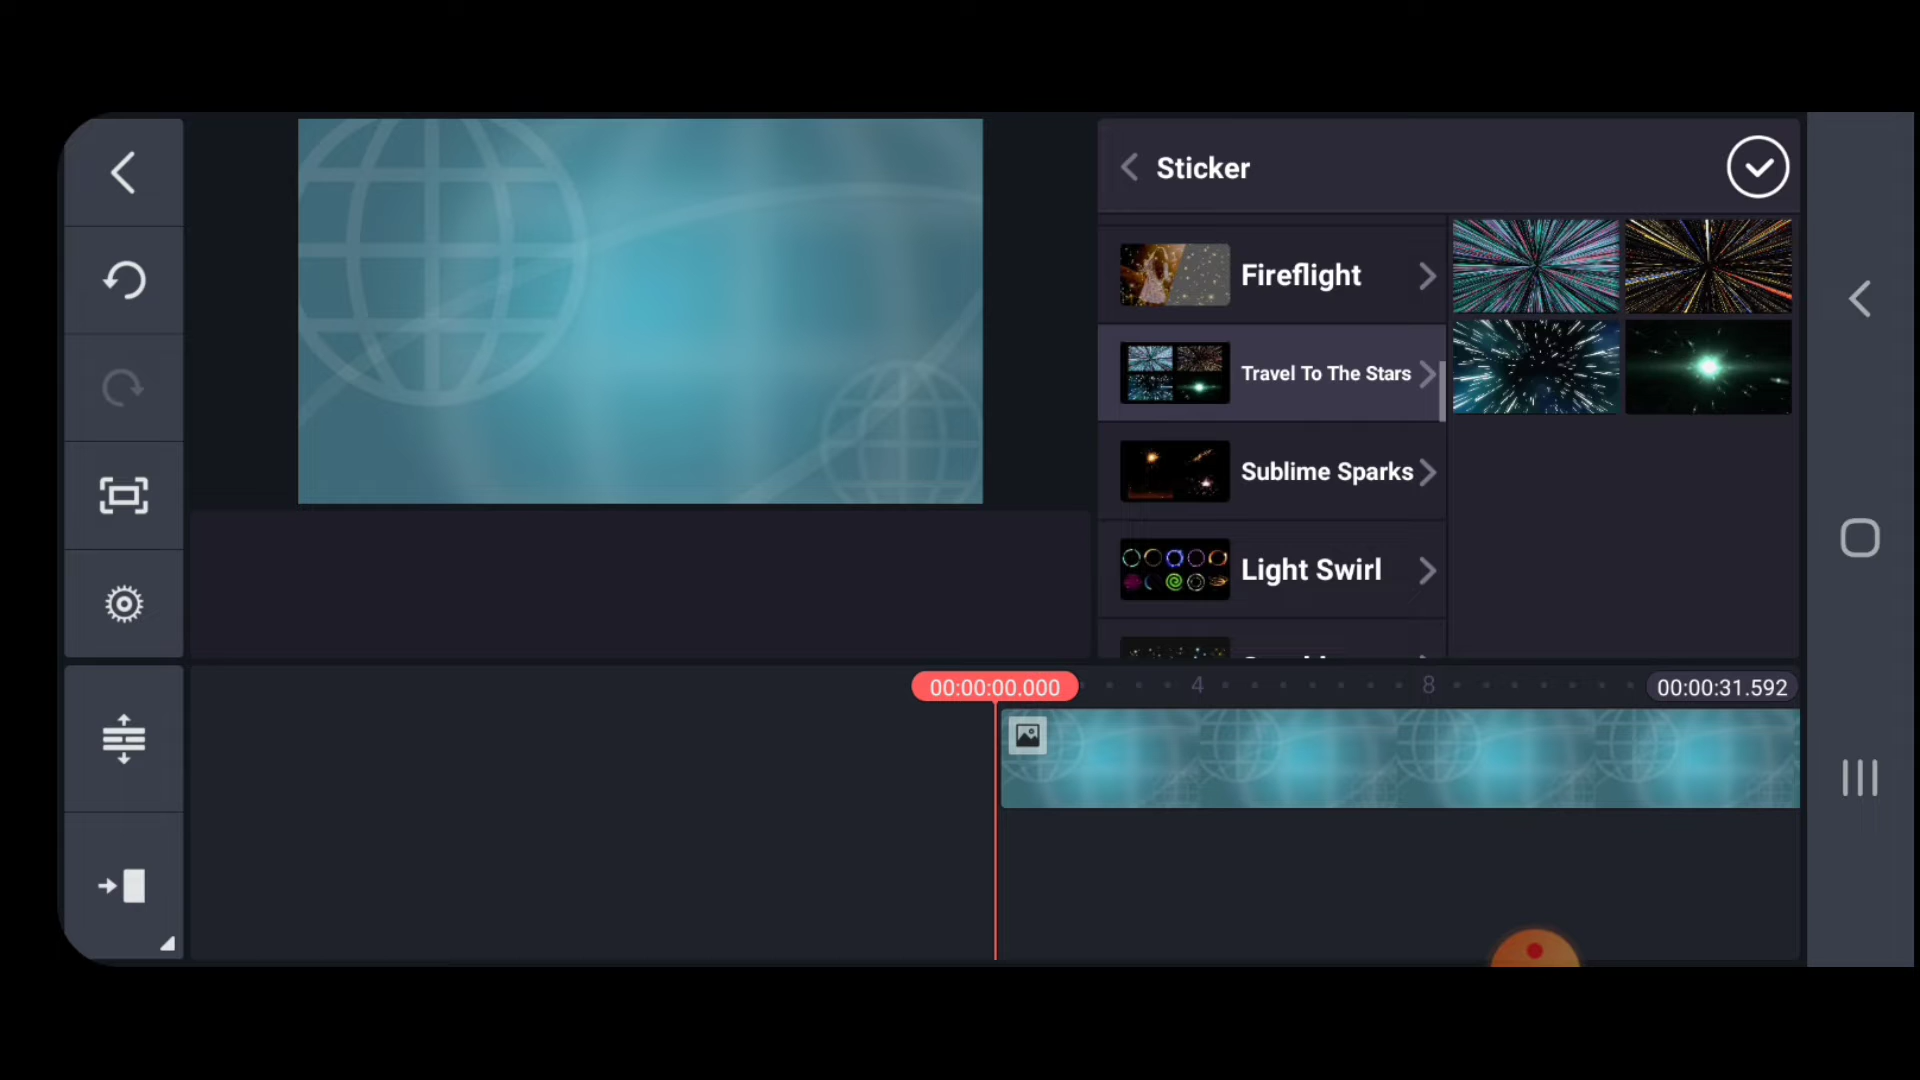 Sticker
Fireflight
Travel To The Stars
Sublime Sparks
Light Swirl
00:00:00.000
4
8
00:00:31.592